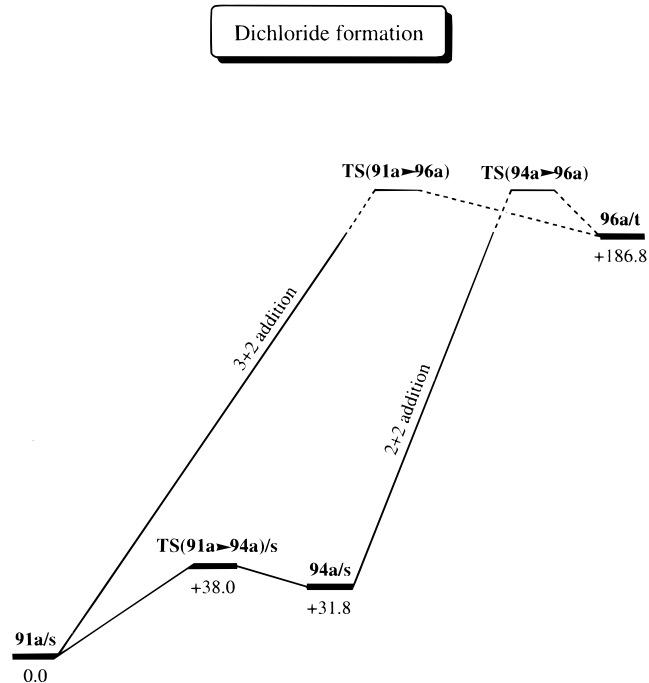 Dichloride formation
TS(91a►96a)
TS(94a►96a)
96a/t
+186.8
3+2 addition
2+2 addition
TS(91a►94a)/s
+38.0
94a/s
+31.8
91a/s
0.0